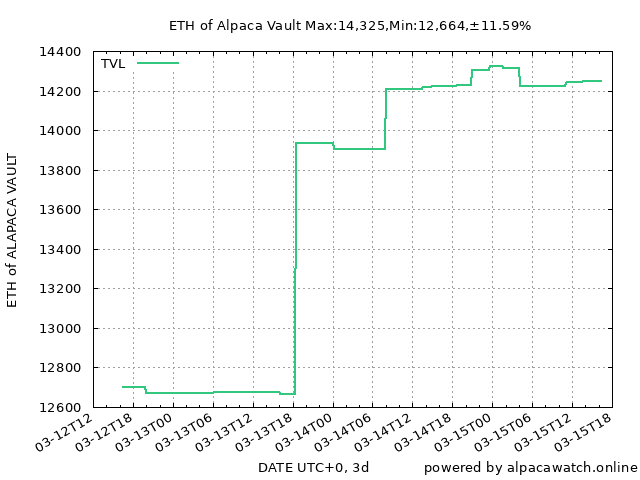 ETH of Alpaca Vault Max:14,325,Min:12,664,±11.59%
TVL
14400
14200
14000
13800
13600
13400
13200
13000
12800
12600
ETH of ALAPACA VAULT
03-12T12
03-12T18
03-13T00
03-13T06
03-13T12
03-13T18
03-14T00
03-14T06
03-14T12
03-14T18
03-15T00
03-15T06
03-15T12
03-15T18
DATE UTC+0, 3d
powered by alpacawatch.online